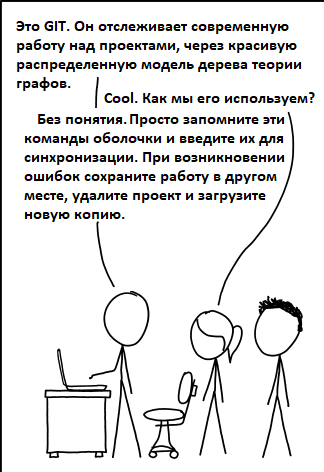 Это GIT. Он отслеживает современную
работу над проектами, через красивую
распределенную модель дерева теории
графов.
Cool. Как мы его используем?
Без понятия. Просто запомните эти
команды оболочки и введите их для
синхронизации. При возникновении
ошибок сохраните работу в другом
месте, удалите проект и загрузите
новую копию.